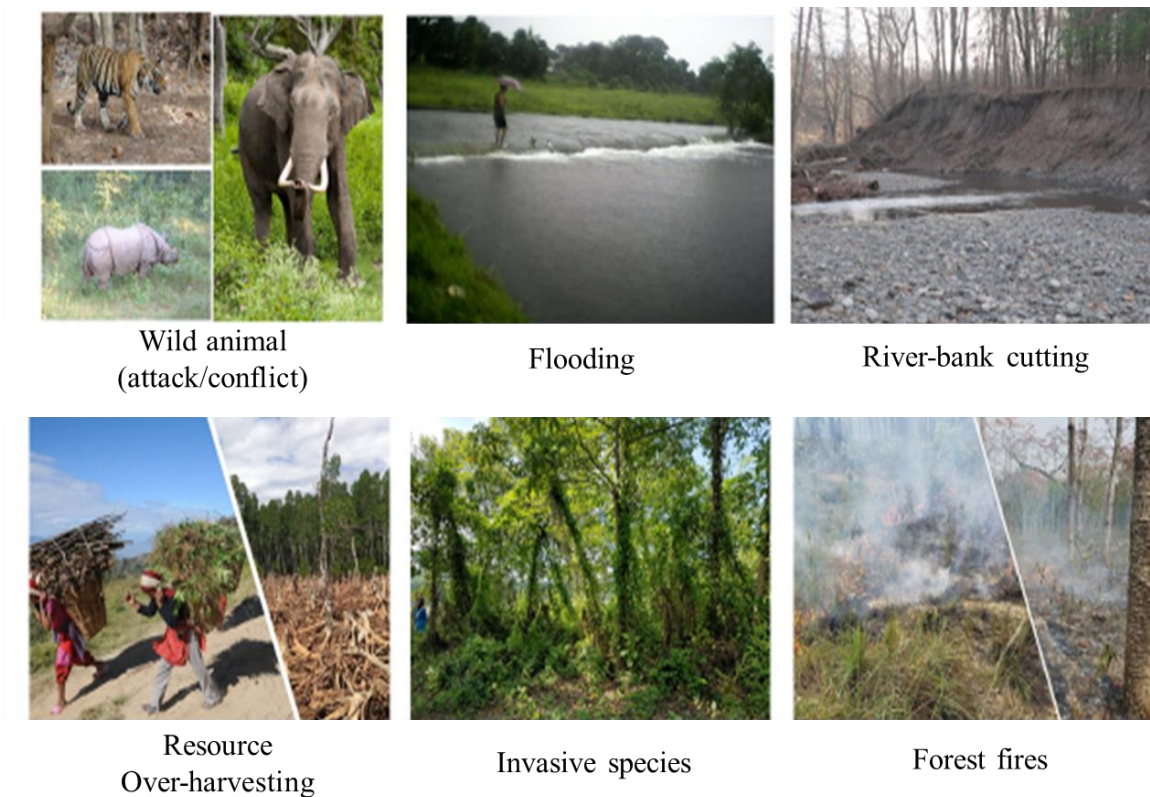 Wild animal
(attack/conflict)
Flooding
River-bank cutting
Resource
Over-harvesting
Invasive species
Forest fires